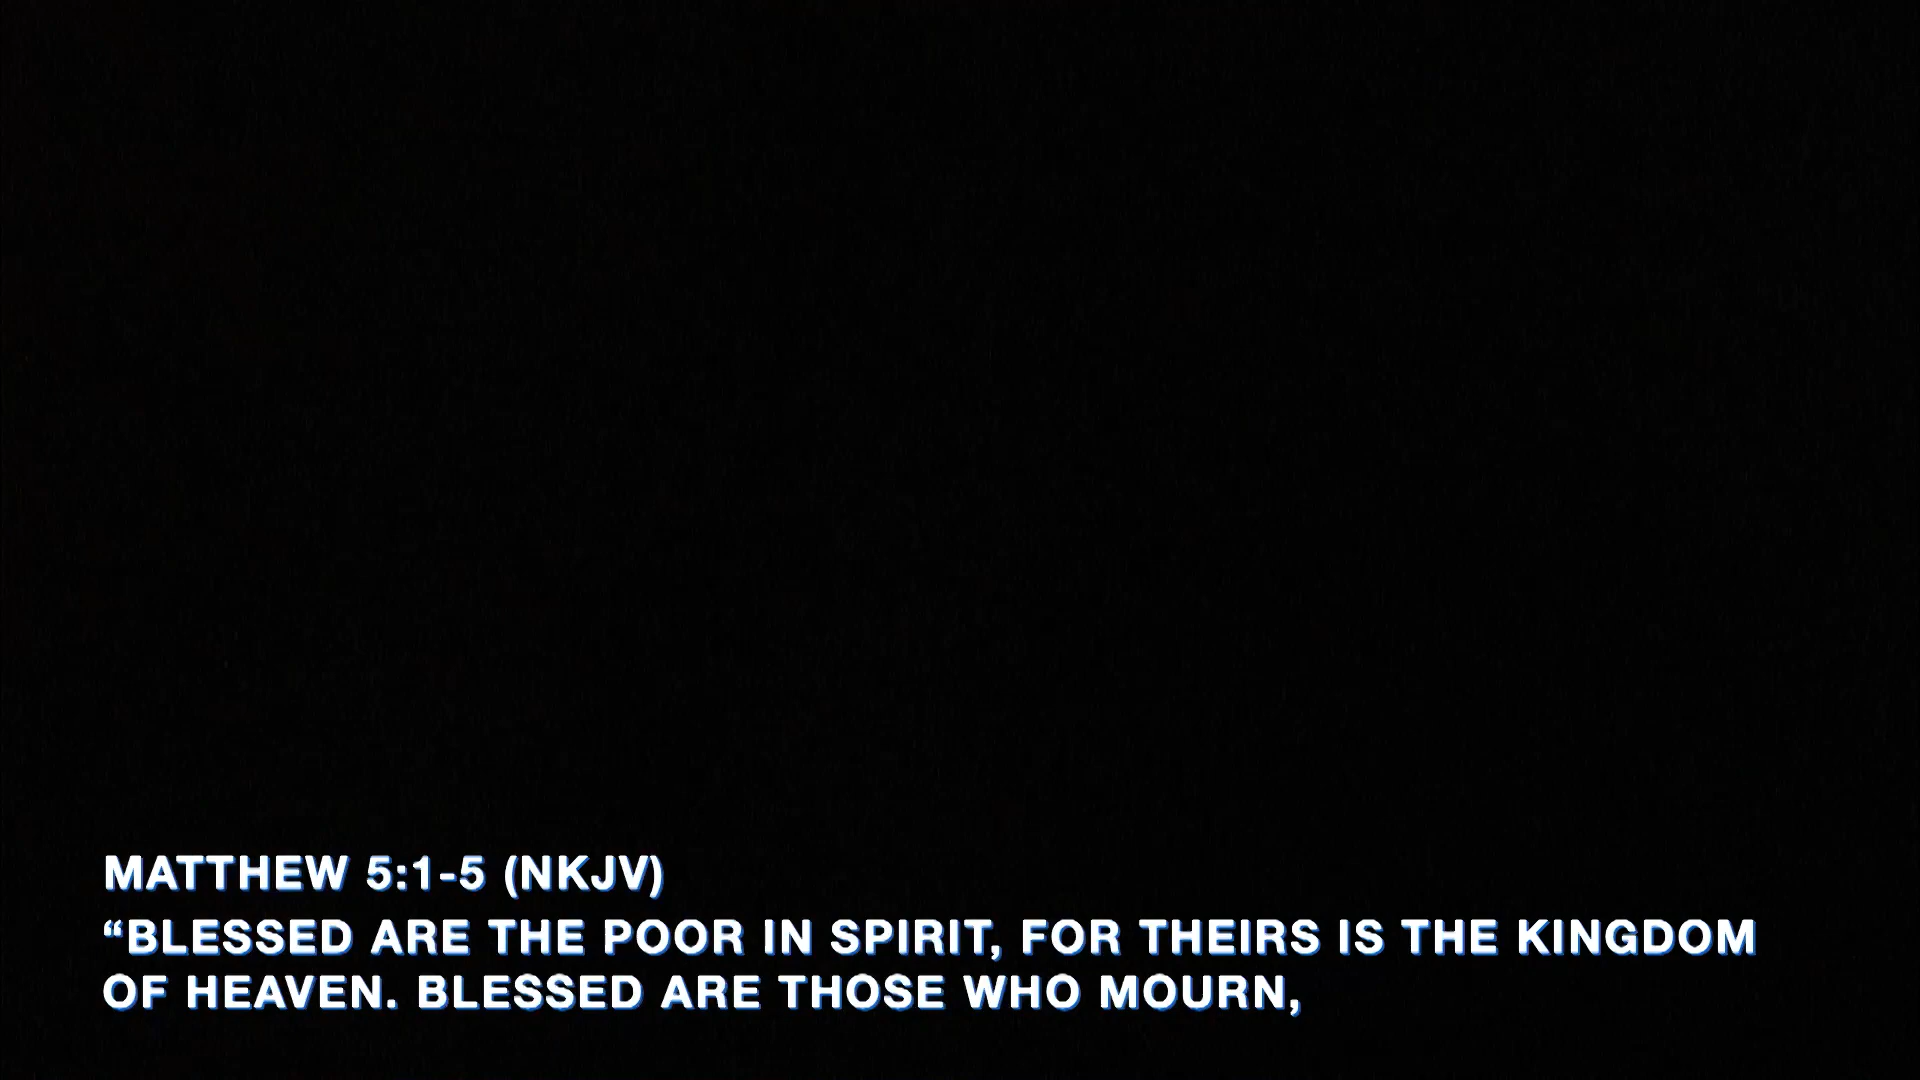 MATTHEW 5:1-5 (NKJV)
“BLESSED ARE THE POOR IN SPIRIT, FOR THEIRS IS THE KINGDOM
OF HEAVEN. BLESSED ARE THOSE WHO MOURN,